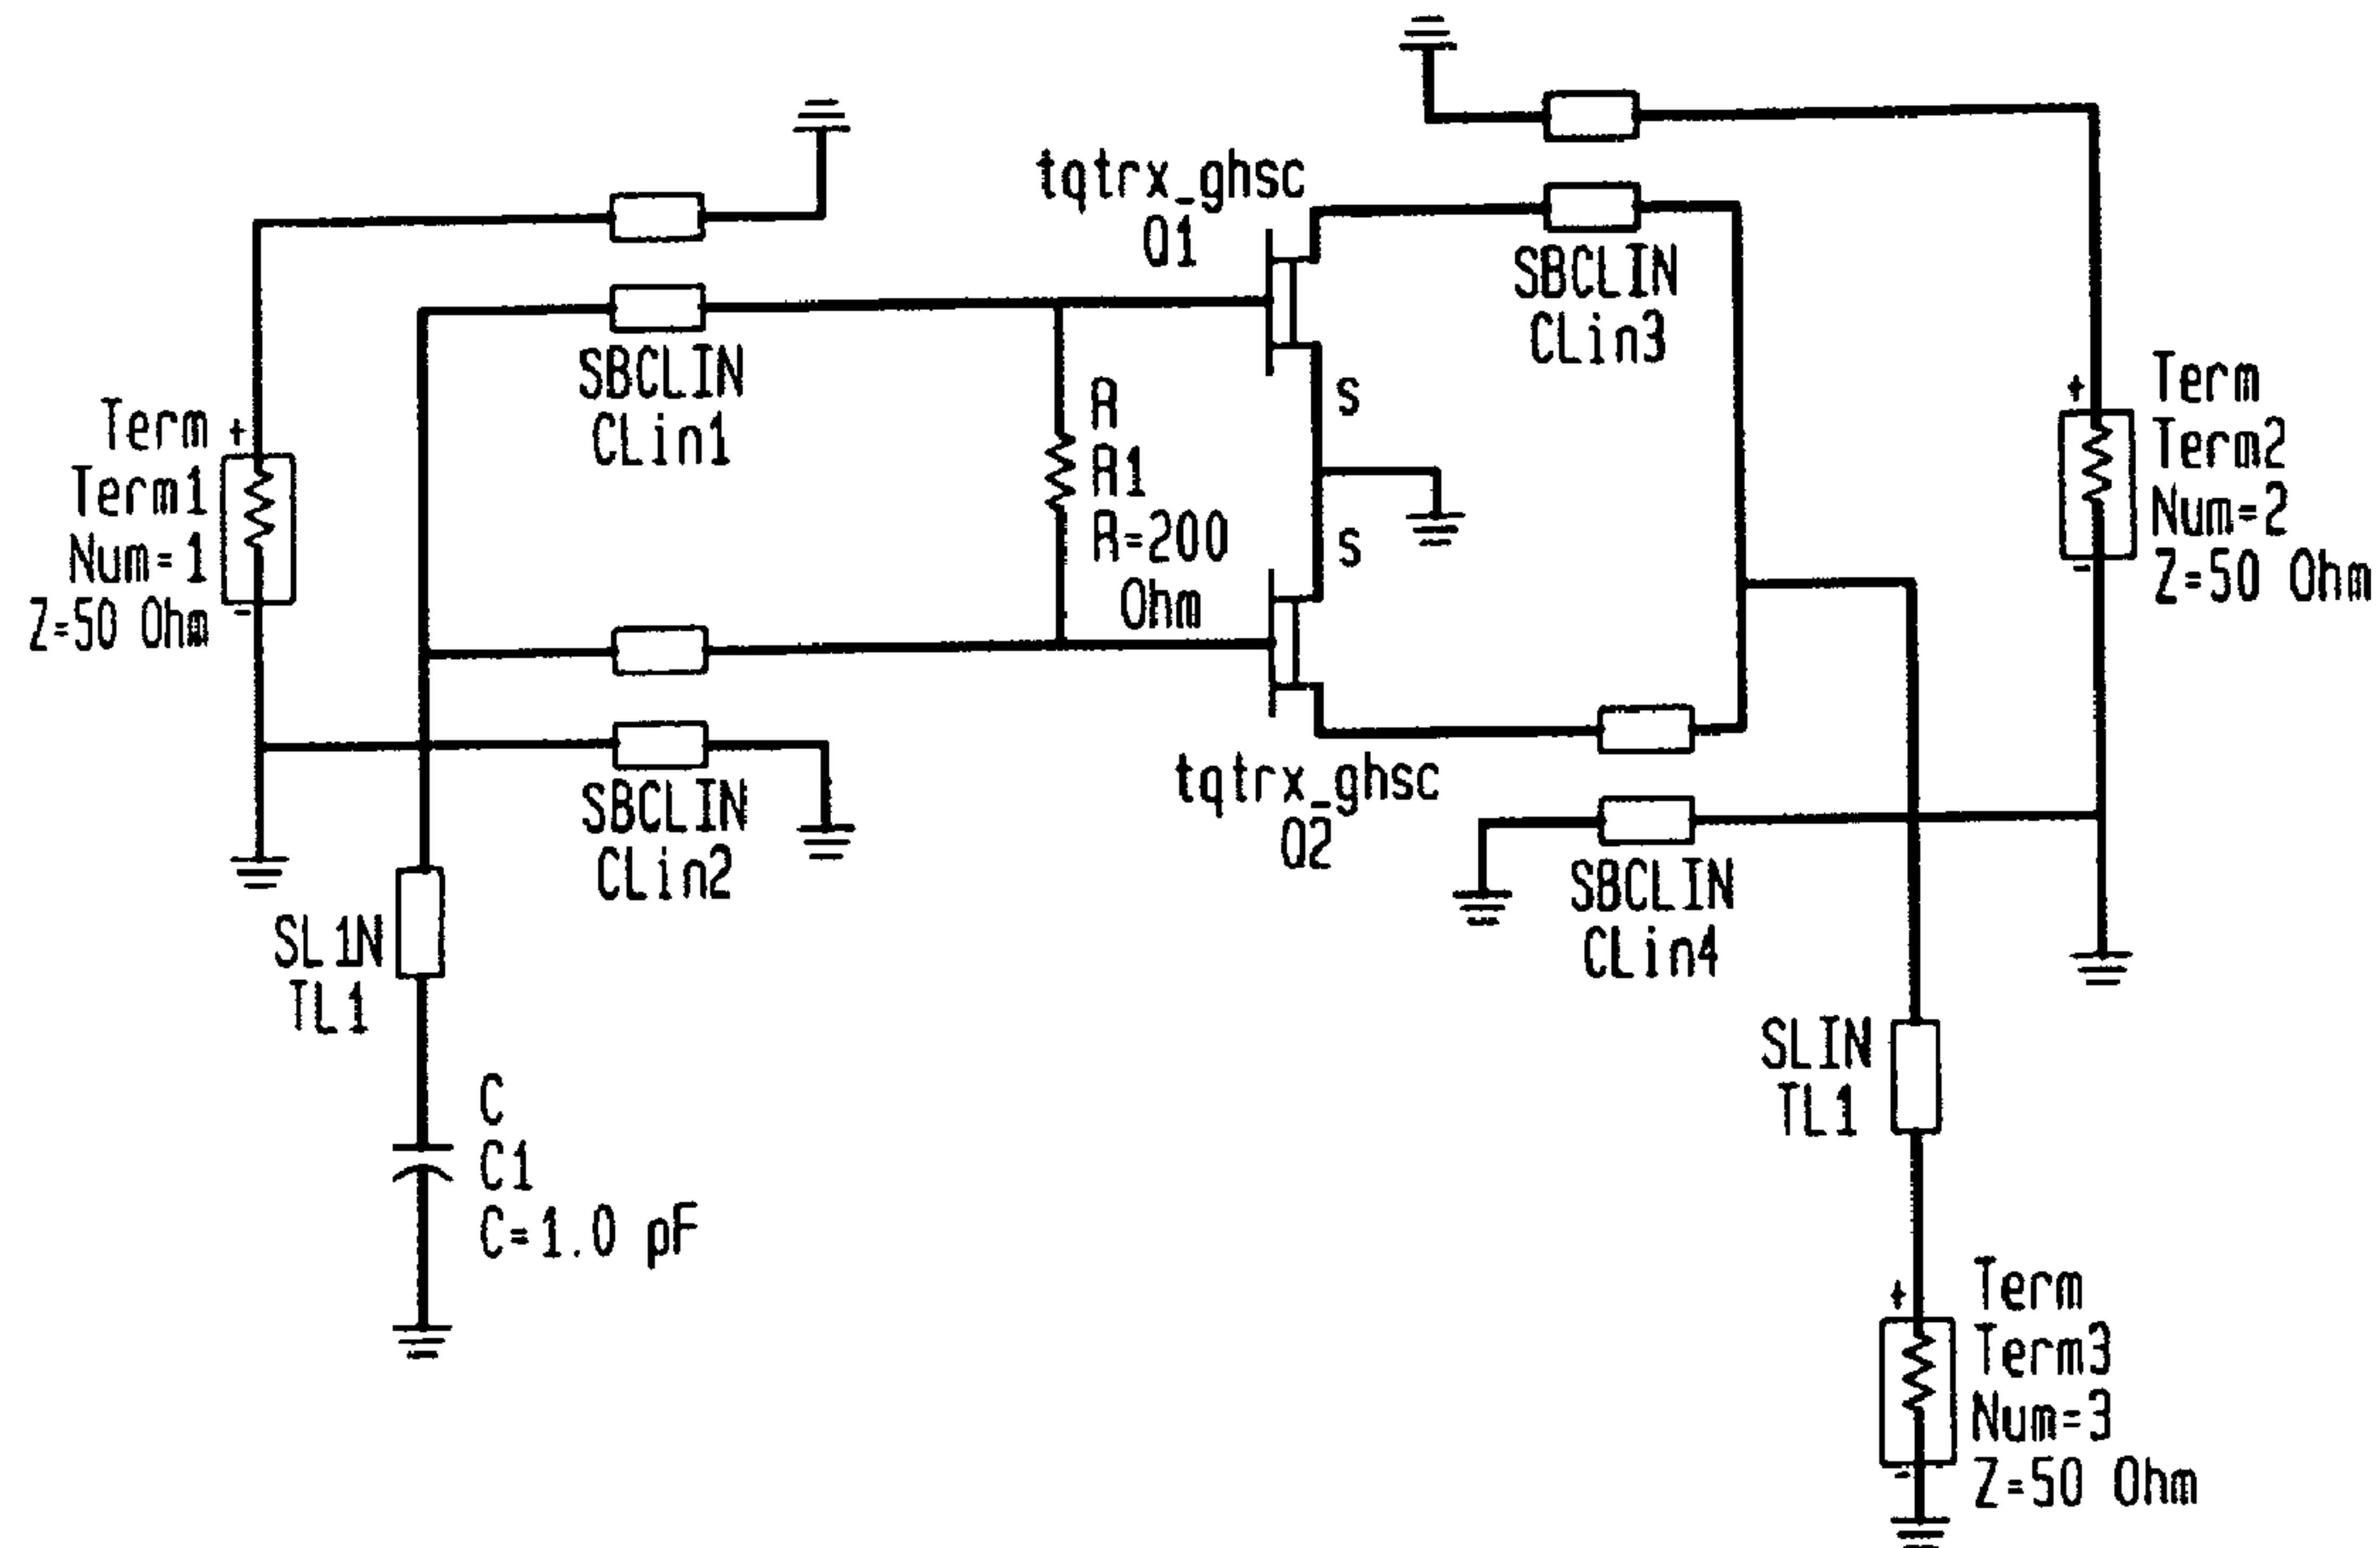 tqtrx_ghsc
Q1
SBCLIN
CLin3
SBCLIN
CLin1
Term +
Term1
Num=1
Z=50 Ohm
-
R
R1
R=200
Ohm
S
S
+
Term
Term2
Num=2
Z=50 Ohm
-
tqtrx_ghsc
Q2
SBCLIN
CLin2
SBCLIN
CLin4
SL1N
TL1
SLIN
TL1
C
C1
C=1.0 pF
+
Term
Term3
Num=3
Z=50 Ohm
-